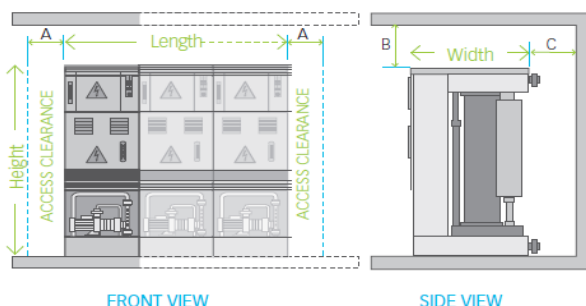 A
Length
A
Height
ACCESS CLEARANCE
ACCESS CLEARANCE
FRONT VIEW
B
Width
C
SIDE VIEW